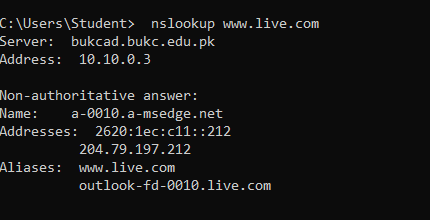 C:\Users\Student>  nslookup www.live.com
Server:  bukcad.bukc.edu.pk
Address:  10.10.0.3
Non-authoritative answer:
Name:    a-0010.a-msedge.net
Addresses:  2620:1ec:c11::212
204.79.197.212
Aliases:  www.live.com
outlook-fd-0010.live.com